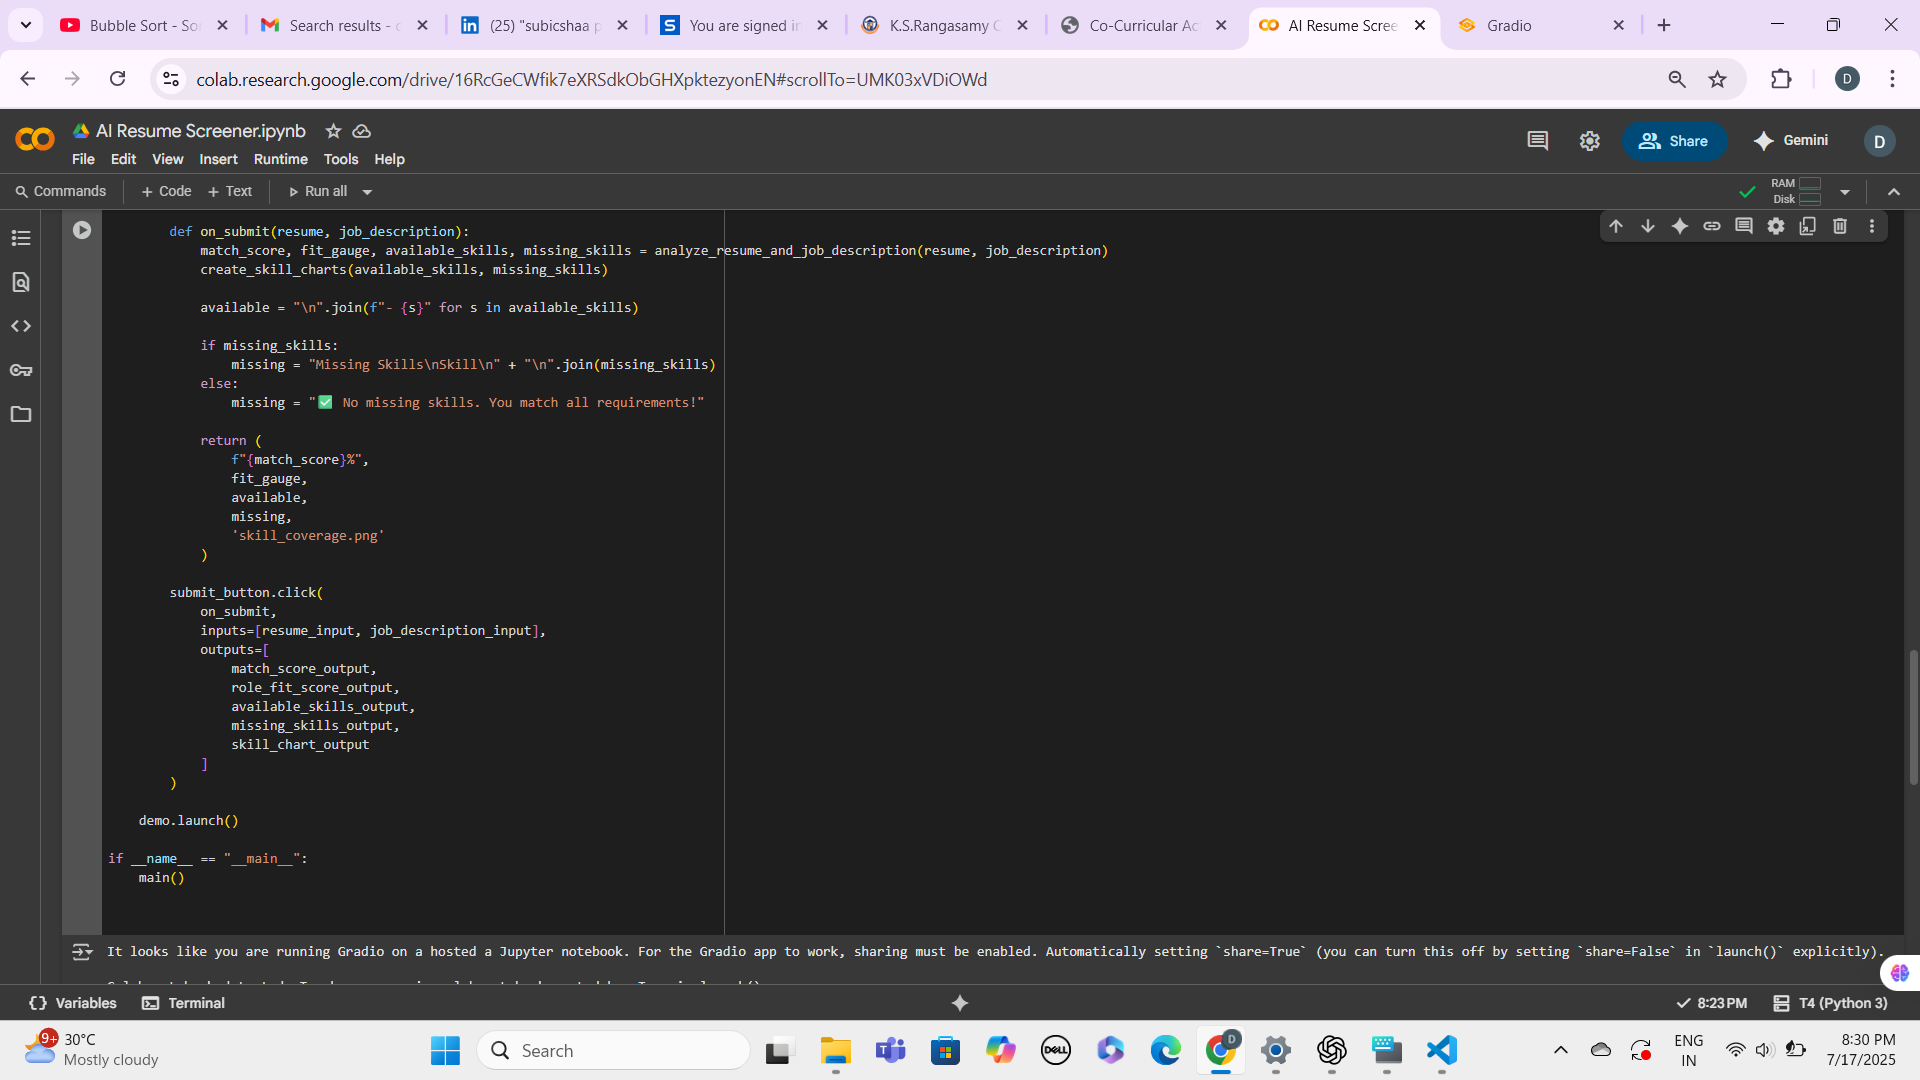 Bubble Sort - So
Search results - c
(25) "subicshaa p
You are signed in
K.S.Rangasamy C
Co-Curricular Ac
AI Resume Scree
Gradio
colab.research.google.com/drive/16RcGeCWfik7eXRSdkObGHXpktezyonEN#scrollTo=UMK03xVDiOWd
D
AI Resume Screener.ipynb
File Edit View Insert Runtime Tools Help
Share
Gemini
D
Commands + Code + Text Run all
RAM
Disk
def on_submit(resume, job_description):
match_score, fit_gauge, available_skills, missing_skills = analyze_resume_and_job_description(resume, job_description)
create_skill_charts(available_skills, missing_skills)
available = "\n".join(f"- {s}" for s in available_skills)
if missing_skills:
missing = "Missing Skills\nSkill\n" + "\n".join(missing_skills)
else:
missing = "✅ No missing skills. You match all requirements!"
return (
f"{match_score}%",
fit_gauge,
available,
missing,
'skill_coverage.png'
)
submit_button.click(
on_submit,
inputs=[resume_input, job_description_input],
outputs=[
match_score_output,
role_fit_score_output,
available_skills_output,
missing_skills_output,
skill_chart_output
]
)
demo.launch()
if __name__ == "__main__":
main()
It looks like you are running Gradio on a hosted a Jupyter notebook. For the Gradio app to work, sharing must be enabled. Automatically setting `share=True` (you can turn this off by setting `share=False` in `launch()` explicitly).
Variables Terminal
8:23 PM T4 (Python 3)
9+
30°C
Mostly cloudy
Search
DELL
D
ENG
IN
8:30 PM
7/17/2025